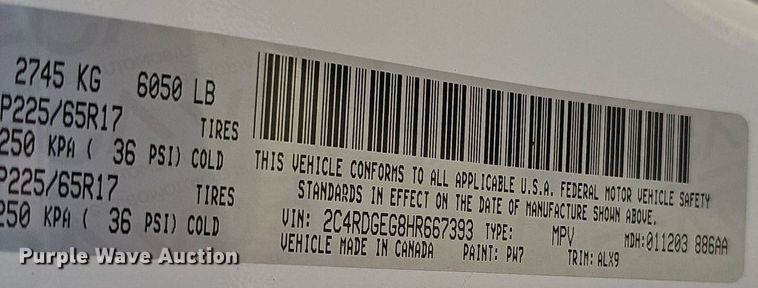 2745 KG 6050 LB
P225/65R17 TIRES
250 KPA ( 36 PSI) COLD
P225/65R17 TIRES
250 KPA ( 36 PSI) COLD
THIS VEHICLE CONFORMS TO ALL APPLICABLE U.S.A. FEDERAL MOTOR VEHICLE SAFETY
STANDARDS IN EFFECT ON THE DATE OF MANUFACTURE SHOWN ABOVE.
VIN: 2C4RDGEG8HR667393 TYPE: MPV MDH:011203 886AA
VEHICLE MADE IN CANADA PAINT: PW7 TRIM: ALX9
Purple Wave Auction